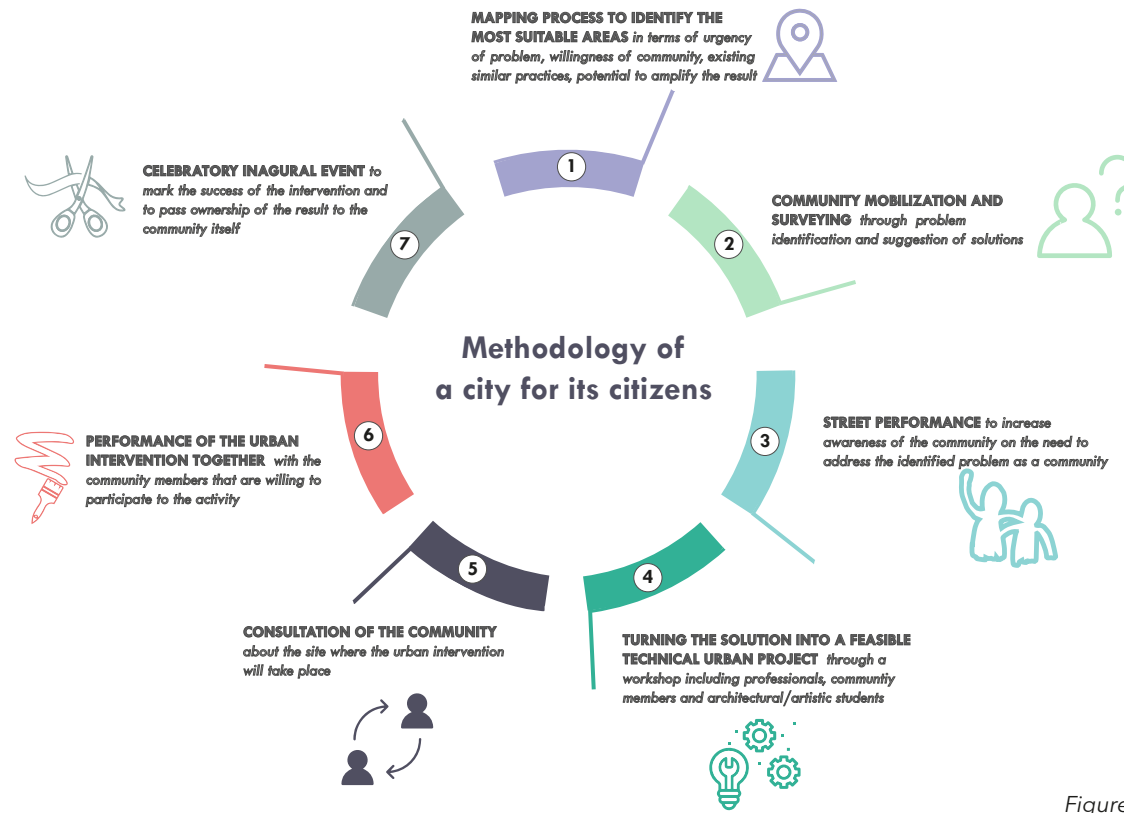 MAPPING PROCESS TO IDENTIFY THE
MOST SUITABLE AREAS in terms of urgency
of problem, willingness of community, existing
similar practices, potential to amplify the result
1
COMMUNITY MOBILIZATION AND
SURVEYING through problem
identification and suggestion of solutions
2
STREET PERFORMANCE to increase
awareness of the community on the need to
address the identified problem as a community
3
TURNING THE SOLUTION INTO A FEASIBLE
TECHNICAL URBAN PROJECT through a
workshop including professionals, communtiy
members and architectural/artistic students
4
CONSULTATION OF THE COMMUNITY
about the site where the urban intervention
will take place
5
PERFORMANCE OF THE URBAN
INTERVENTION TOGETHER with the
community members that are willing to
participate to the activity
6
CELEBRATORY INAGURAL EVENT to
mark the success of the intervention and
to pass ownership of the result to the
community itself
7
Methodology of
a city for its citizens
? ?
Figure